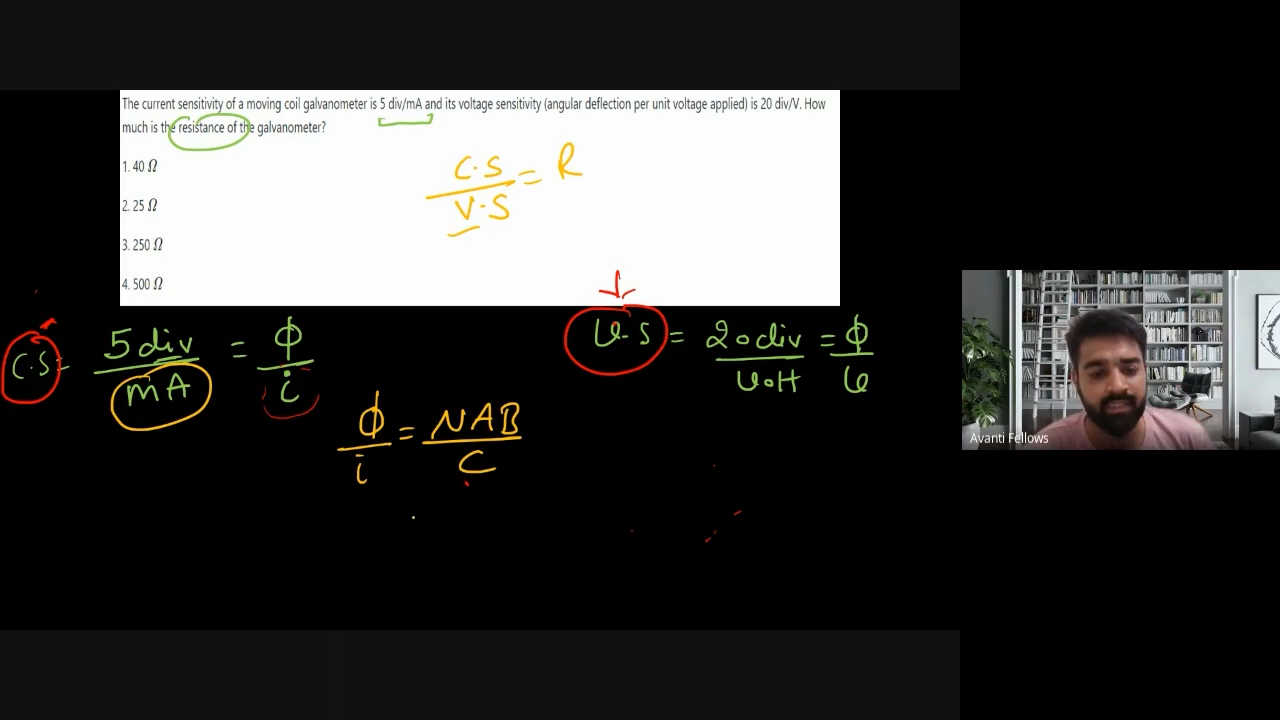 The current sensitivity of a moving coil galvanometer is 5 div/mA and its voltage sensitivity (angular deflection per unit voltage applied) is 20 div/V. How
much is the resistance of the galvanometer?
1. 40 Ω
2. 25 Ω
3. 250 Ω
4. 500 Ω
C.S / V.S = R
C.S = 5 div / mA = ϕ / i
V.S = 20 div / Volt = ϕ / V
ϕ / i = NAB / C
Avanti Fellows